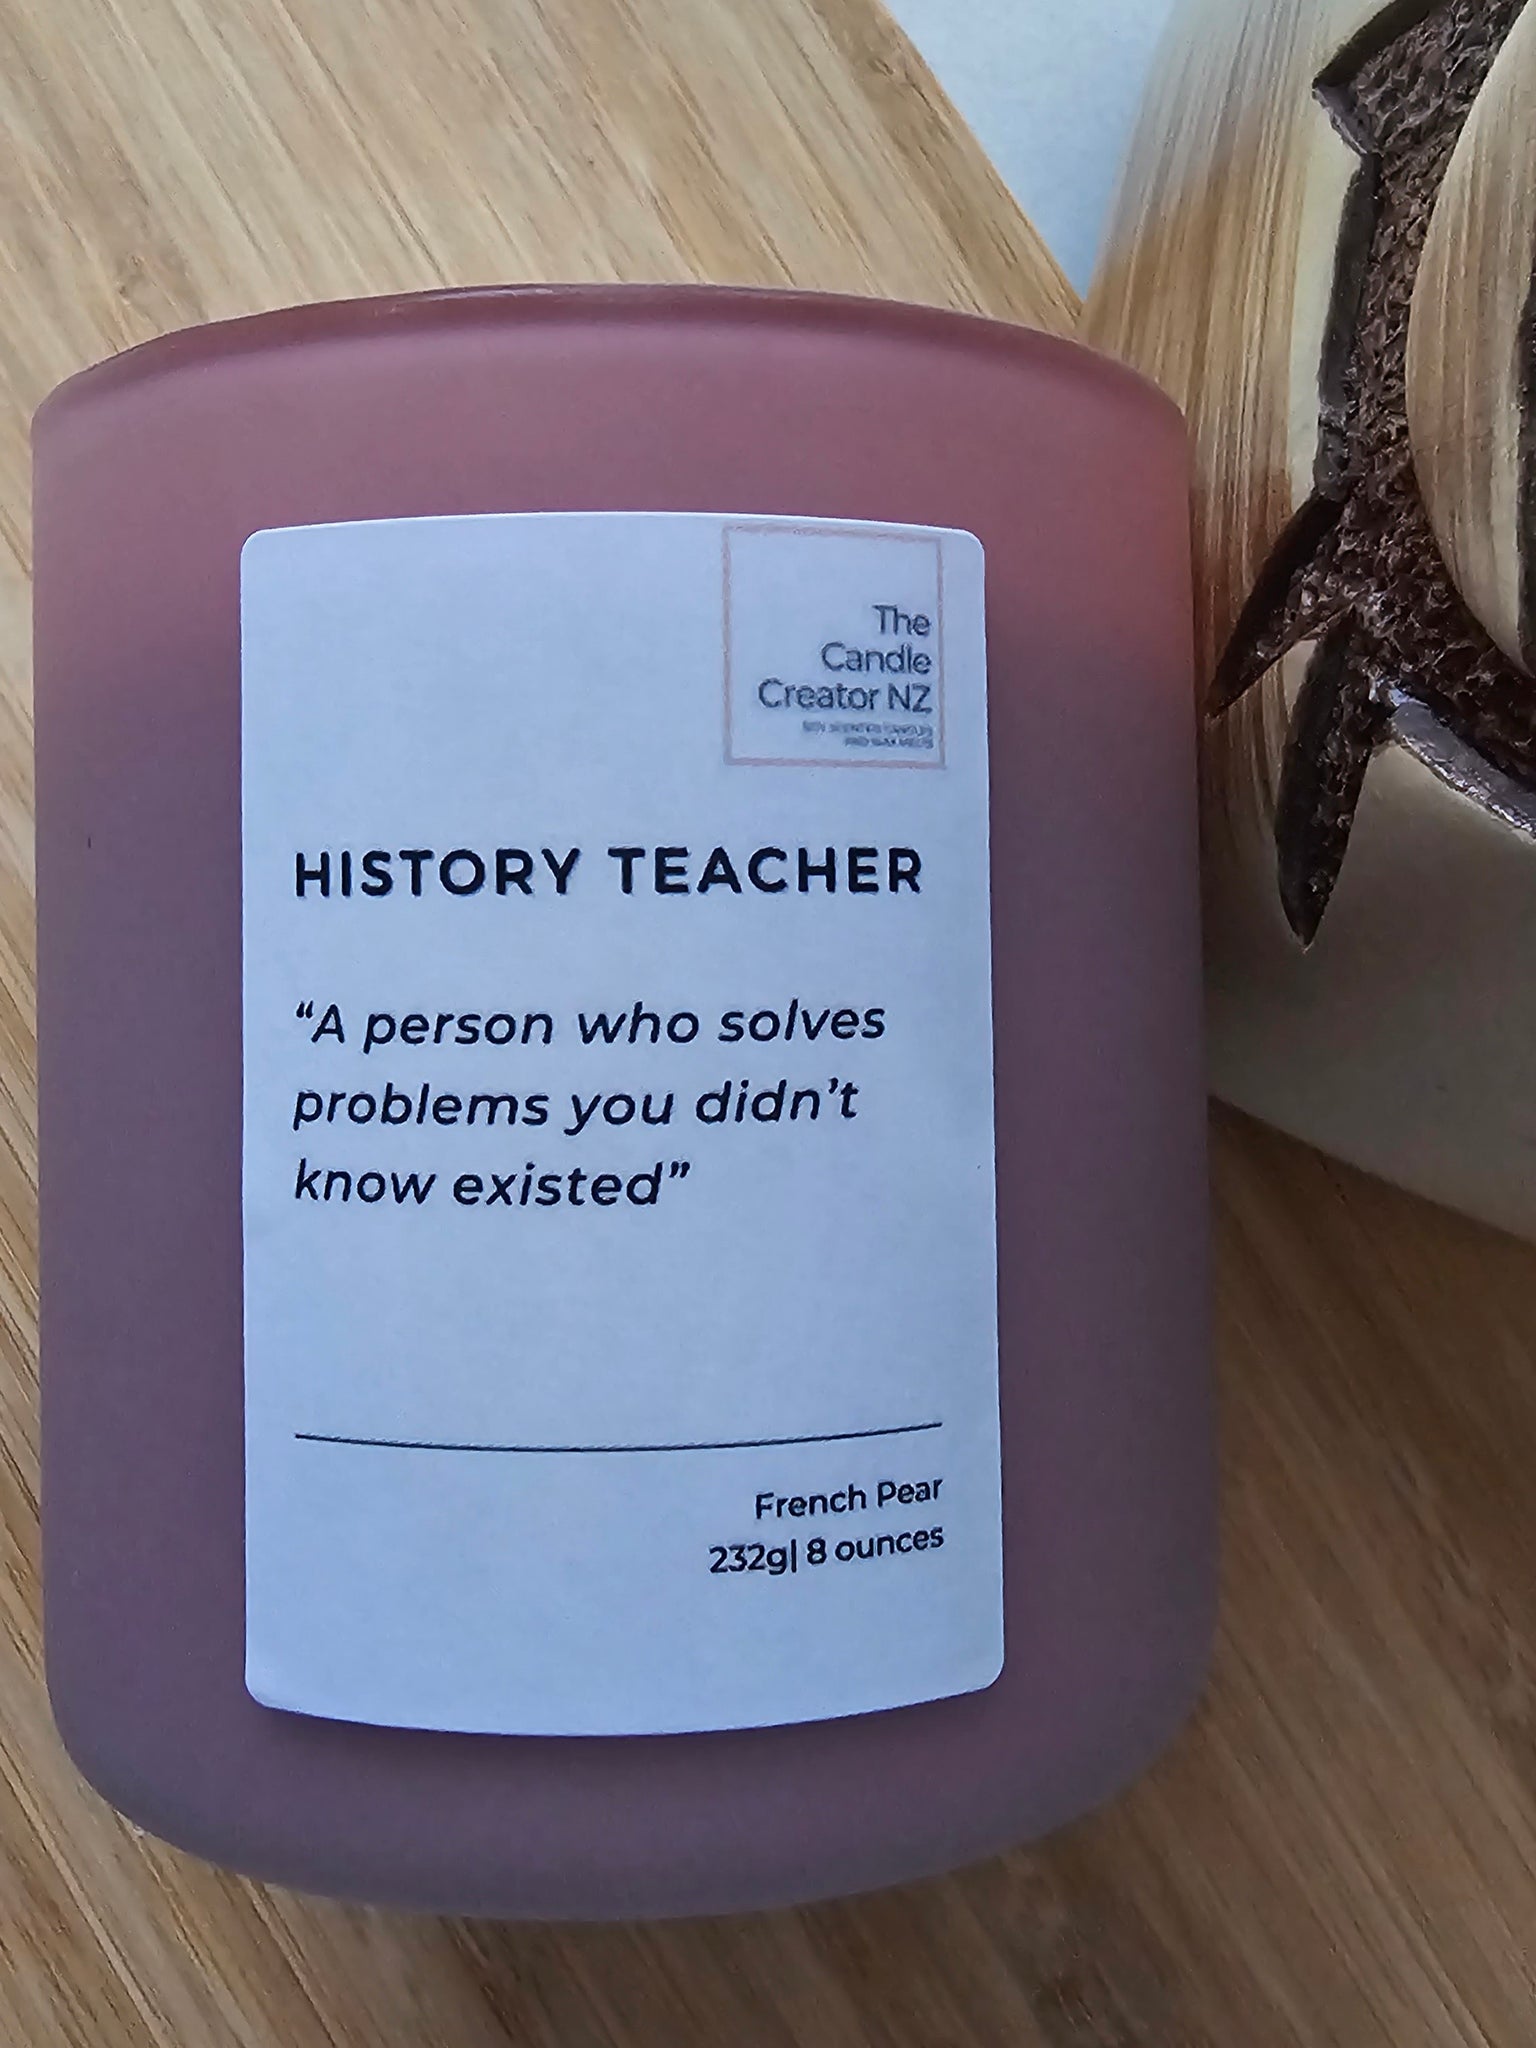 The
Candle
Creator NZ
HISTORY TEACHER
“A person who solves
problems you didn’t
know existed”
French Pear
232g| 8 ounces